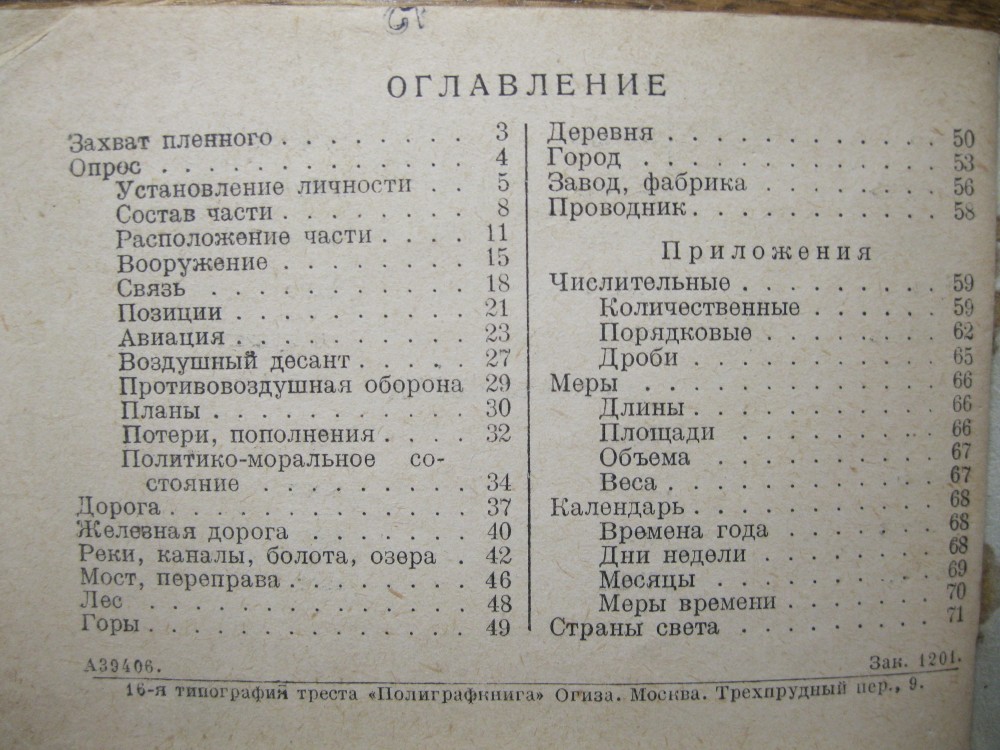 ОГЛАВЛЕНИЕ
Захват пленного . . . . . . . . 3
Опрос . . . . . . . . . . . . . 4
Установление личности . . 5
Состав части . . . . . . . . 8
Расположение части . . . . 11
Вооружение . . . . . . . . 15
Связь . . . . . . . . . . . 18
Позиции . . . . . . . . . . 21
Авиация . . . . . . . . . . 23
Воздушный десант . . . . . 27
Противовоздушная оборона 29
Планы . . . . . . . . . . . 30
Потери, пополнения . . . . 32
Политико-моральное со-
стояние . . . . . . . . . 34
Дорога . . . . . . . . . . . . 37
Железная дорога . . . . . . . 40
Реки, каналы, болота, озера . 42
Мост, переправа . . . . . . . . 46
Лес . . . . . . . . . . . . . . 48
Горы . . . . . . . . . . . . . 49
Деревня . . . . . . . . . . . . 50
Город . . . . . . . . . . . . . 53
Завод, фабрика . . . . . . . . 56
Проводник . . . . . . . . . . . 58
Приложения
Числительные . . . . . . . . . 59
Количественные . . . . . . 59
Порядковые . . . . . . . . 62
Дроби . . . . . . . . . . . 65
Меры . . . . . . . . . . . . . 66
Длины . . . . . . . . . . . 66
Площади . . . . . . . . . . 66
Объема . . . . . . . . . . 67
Веса . . . . . . . . . . . . 67
Календарь . . . . . . . . . . . 68
Времена года . . . . . . . 68
Дни недели . . . . . . . . 68
Месяцы . . . . . . . . . . 69
Меры времени . . . . . . . 70
Страны света . . . . . . . . . 71
А39406. Зак. 1201.
16-я типография треста «Полиграфкнига» Огиза. Москва. Трехпрудный пер., 9.